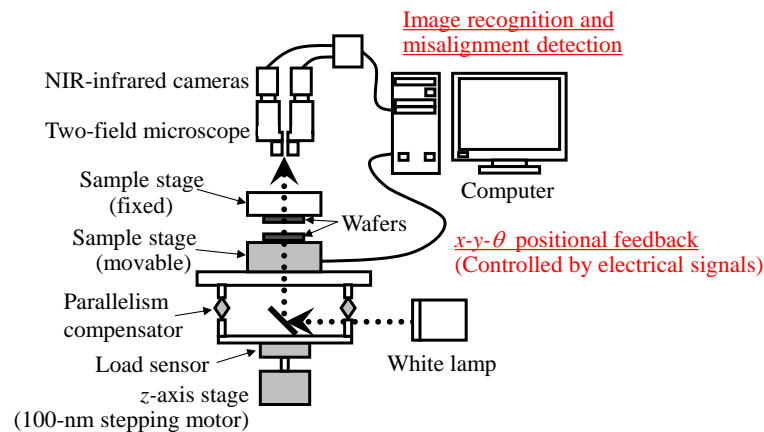 Image recognition and
misalignment detection
NIR-infrared cameras
Two-field microscope
Sample stage
(fixed)
Wafers
Computer
Sample stage
(movable)
x-y-θ positional feedback
(Controlled by electrical signals)
Parallelism
compensator
Load sensor
White lamp
z-axis stage
(100-nm stepping motor)